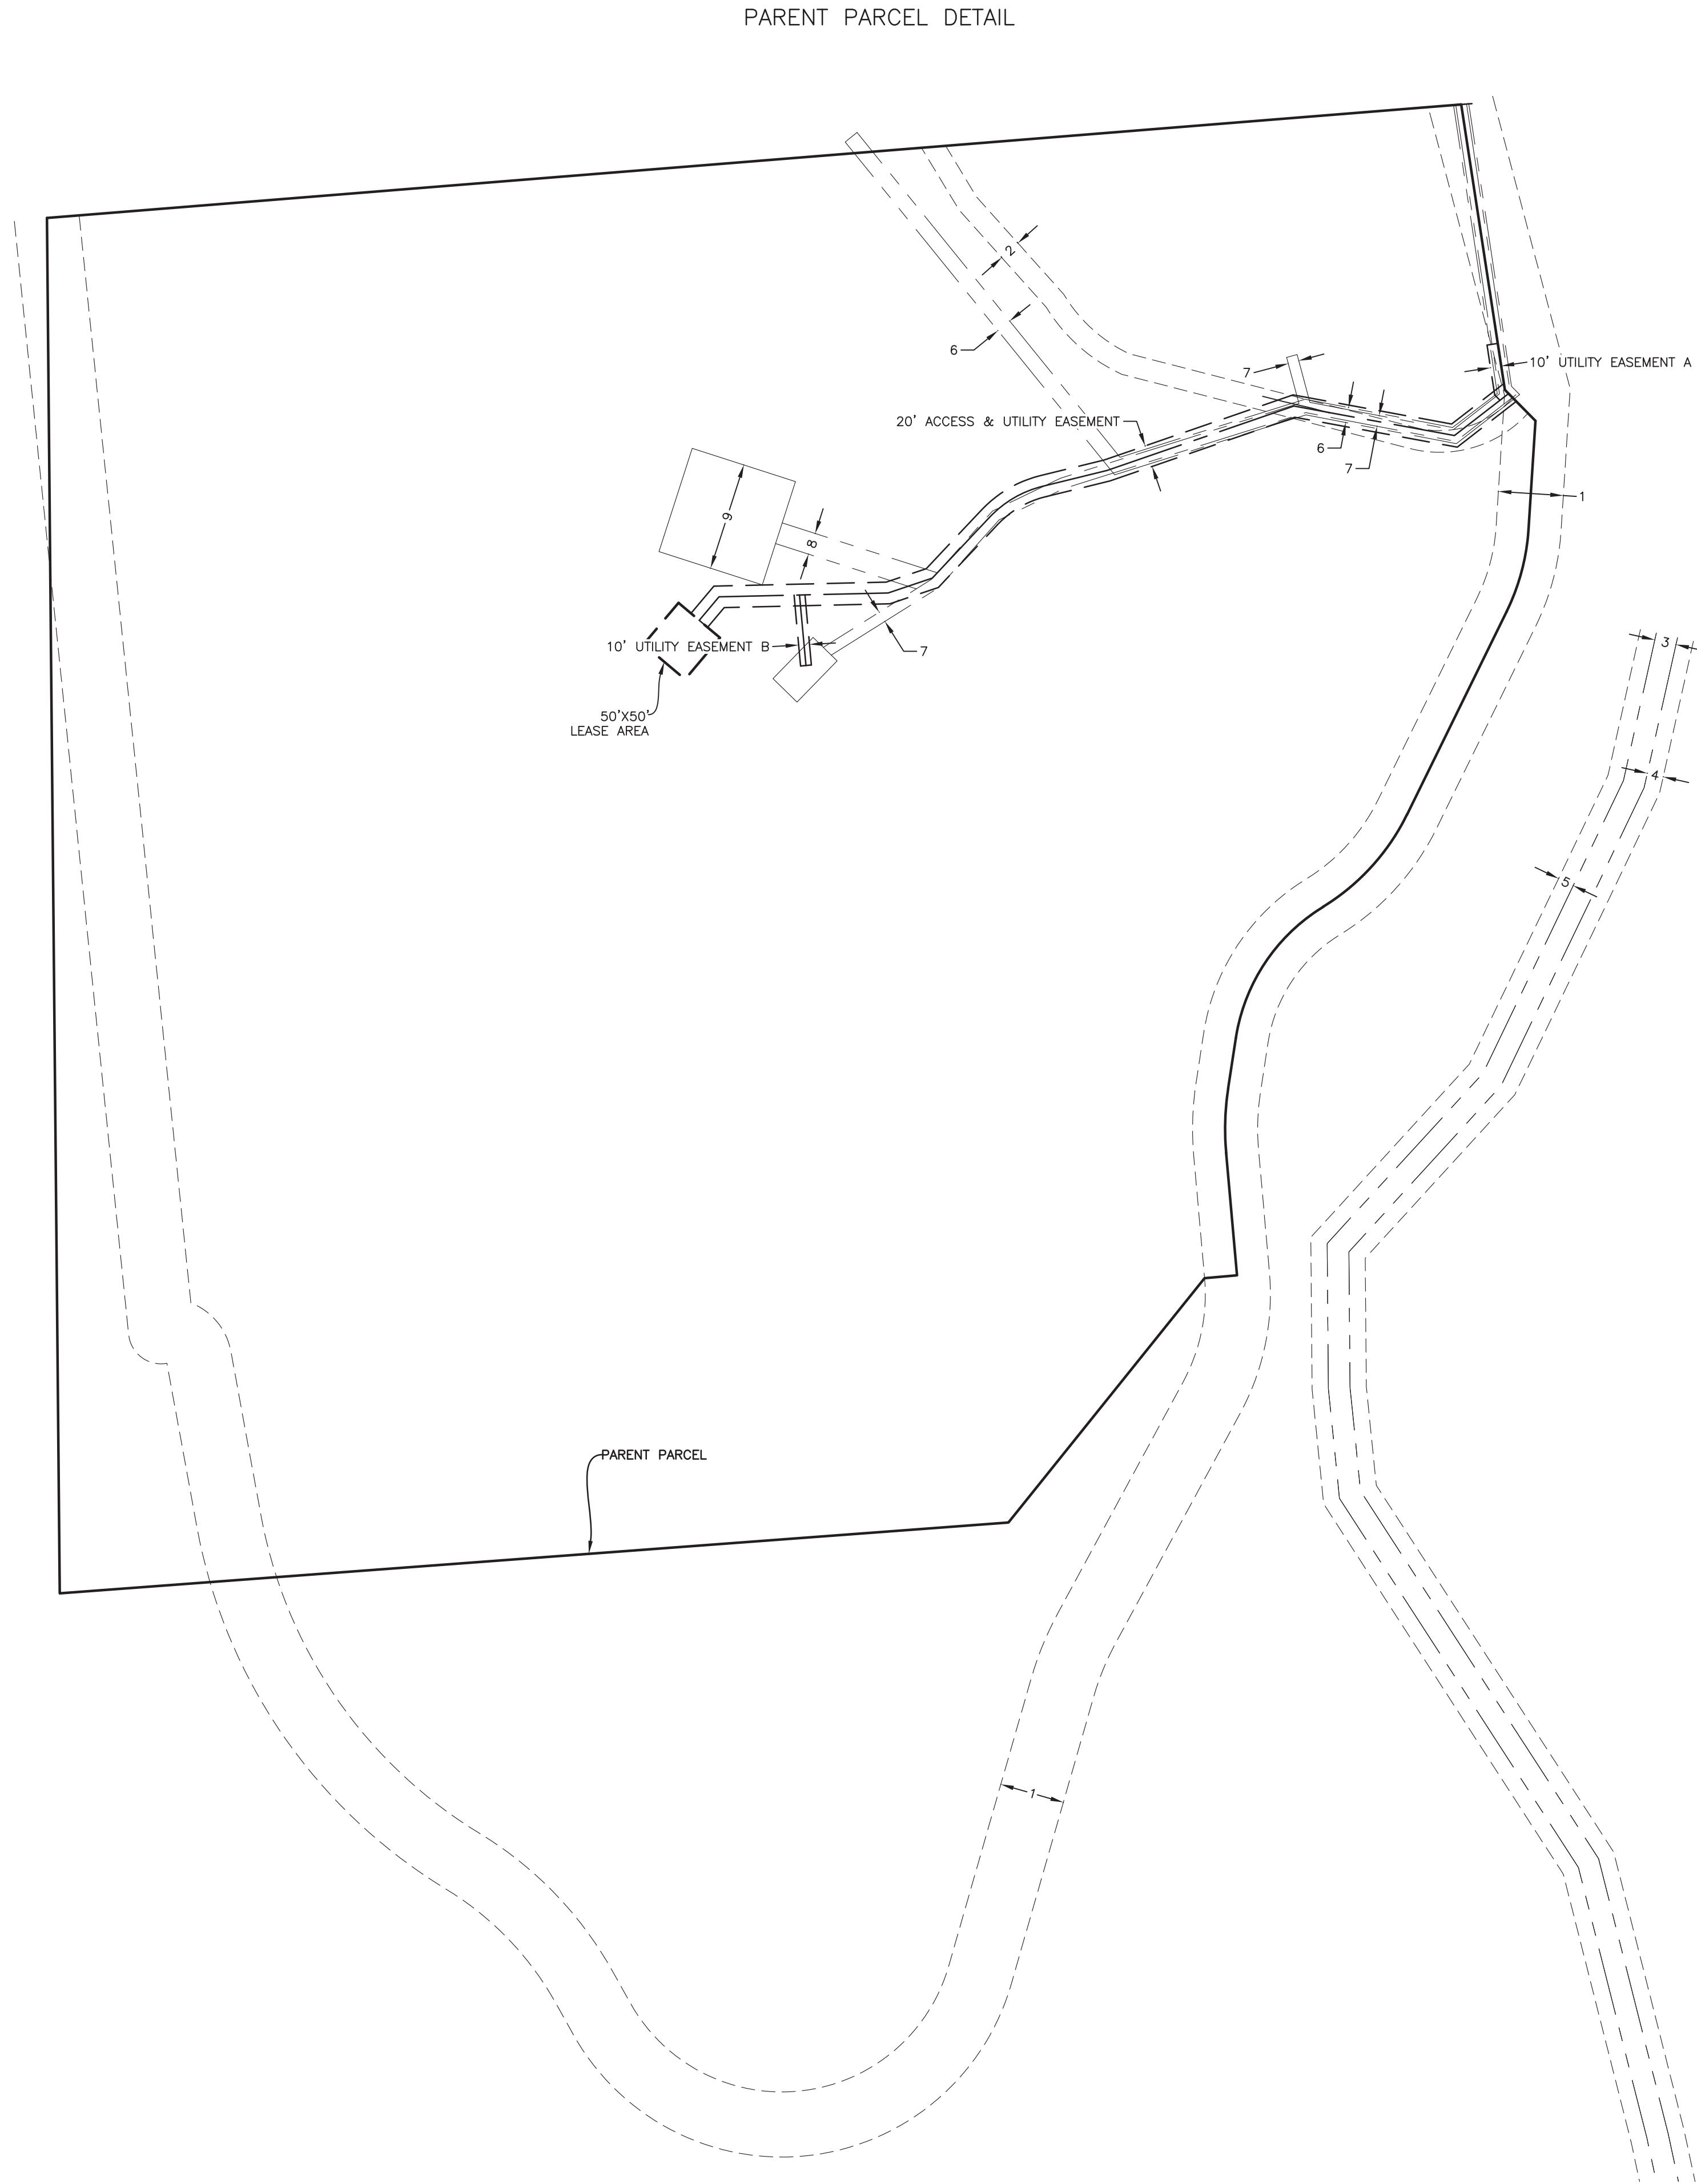 PARENT PARCEL DETAIL
2
6
7
10' UTILITY EASEMENT A
20' ACCESS & UTILITY EASEMENT
6
7
1
9
8
10' UTILITY EASEMENT B
7
3
50'X50'
LEASE AREA
4
5
PARENT PARCEL
1